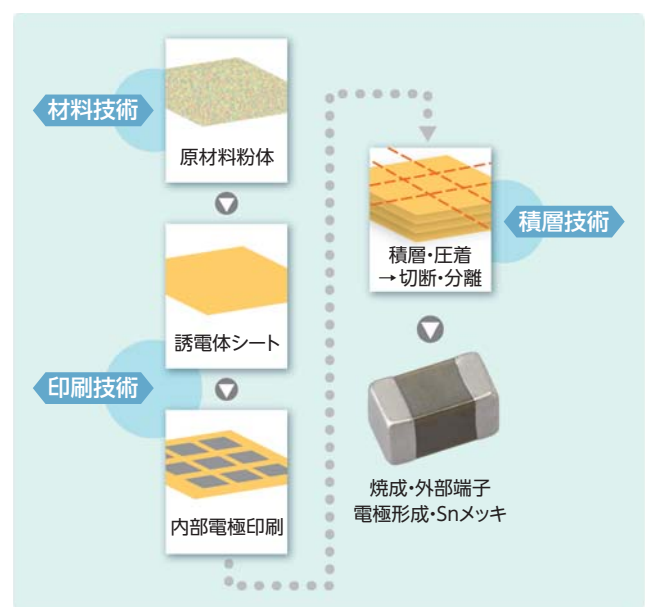 材料技術
原材料粉体
誘電体シート
印刷技術
内部電極印刷
積層・圧着
→切断・分離
積層技術
焼成・外部端子
電極形成・Snメッキ